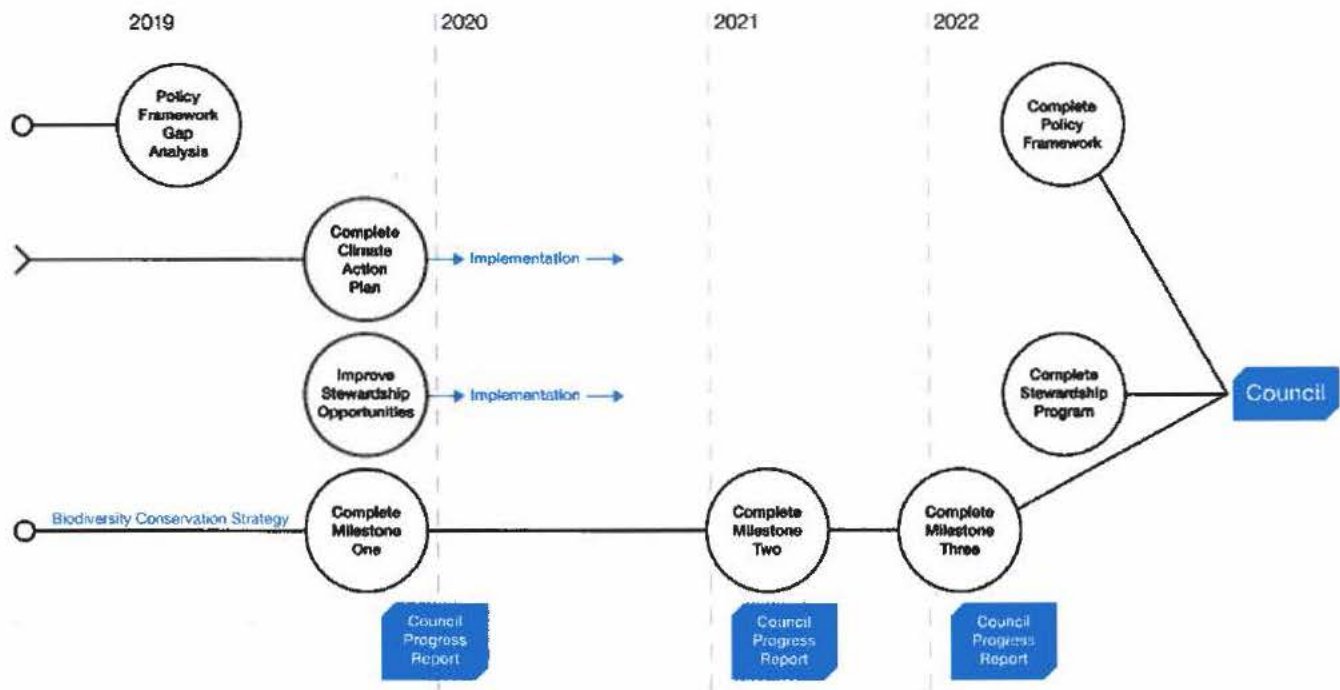 2019
2020
2021
2022
Policy
Framework
Gap
Analysis
Complete
Policy
Framework
Complete
Climate
Action
Plan
Implementation
Improve
Stewardship
Opportunities
Implementation
Complete
Stewardship
Program
Council
Biodiversity Conservation Strategy
Complete
Milestone
One
Complete
Milestone
Two
Complete
Milestone
Three
Council
Progress
Report
Council
Progress
Report
Council
Progress
Report